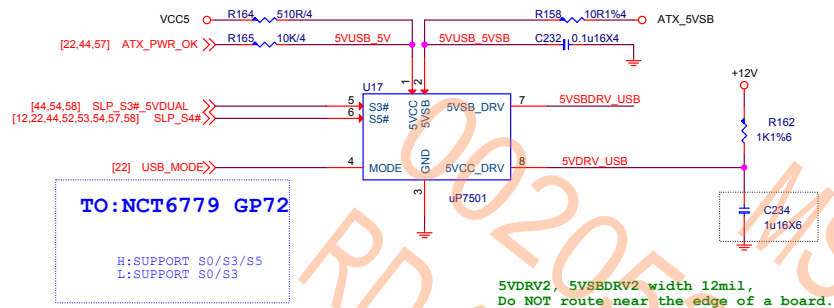 VCC5
R164
510R/4
R158
10R1%4
ATX_5VSB
[22,44,57] ATX_PWR_OK
R165
10K/4
5VUSB_5V
5VUSB_5VSB
C232
0.1u16X4
+12V
U17
1
2
[44,54,58] SLP_S3#_5VDUAL
5
S3#
5VCC
5VSB
5VSB_DRV
7
5VSBDRV_USB
[12,22,44,52,53,54,57,58] SLP_S4#
6
S5#
R162
1K1%6
[22] USB_MODE
4
MODE
GND
5VCC_DRV
8
5VDRV_USB
3
uP7501
TO:NCT6779 GP72
C234
1u16X6
H:SUPPORT S0/S3/S5
L:SUPPORT S0/S3
5VDRV2, 5VSBDRV2 width 12mil,
Do NOT route near the edge of a board.